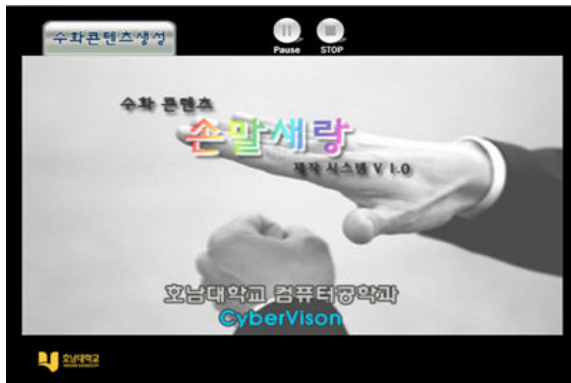 수화콘텐츠생성
Pause
STOP
수화 콘텐츠
손말새랑
제작 시스템 V 1.0
호남대학교 컴퓨터공학과
CyberVison
호남대학교